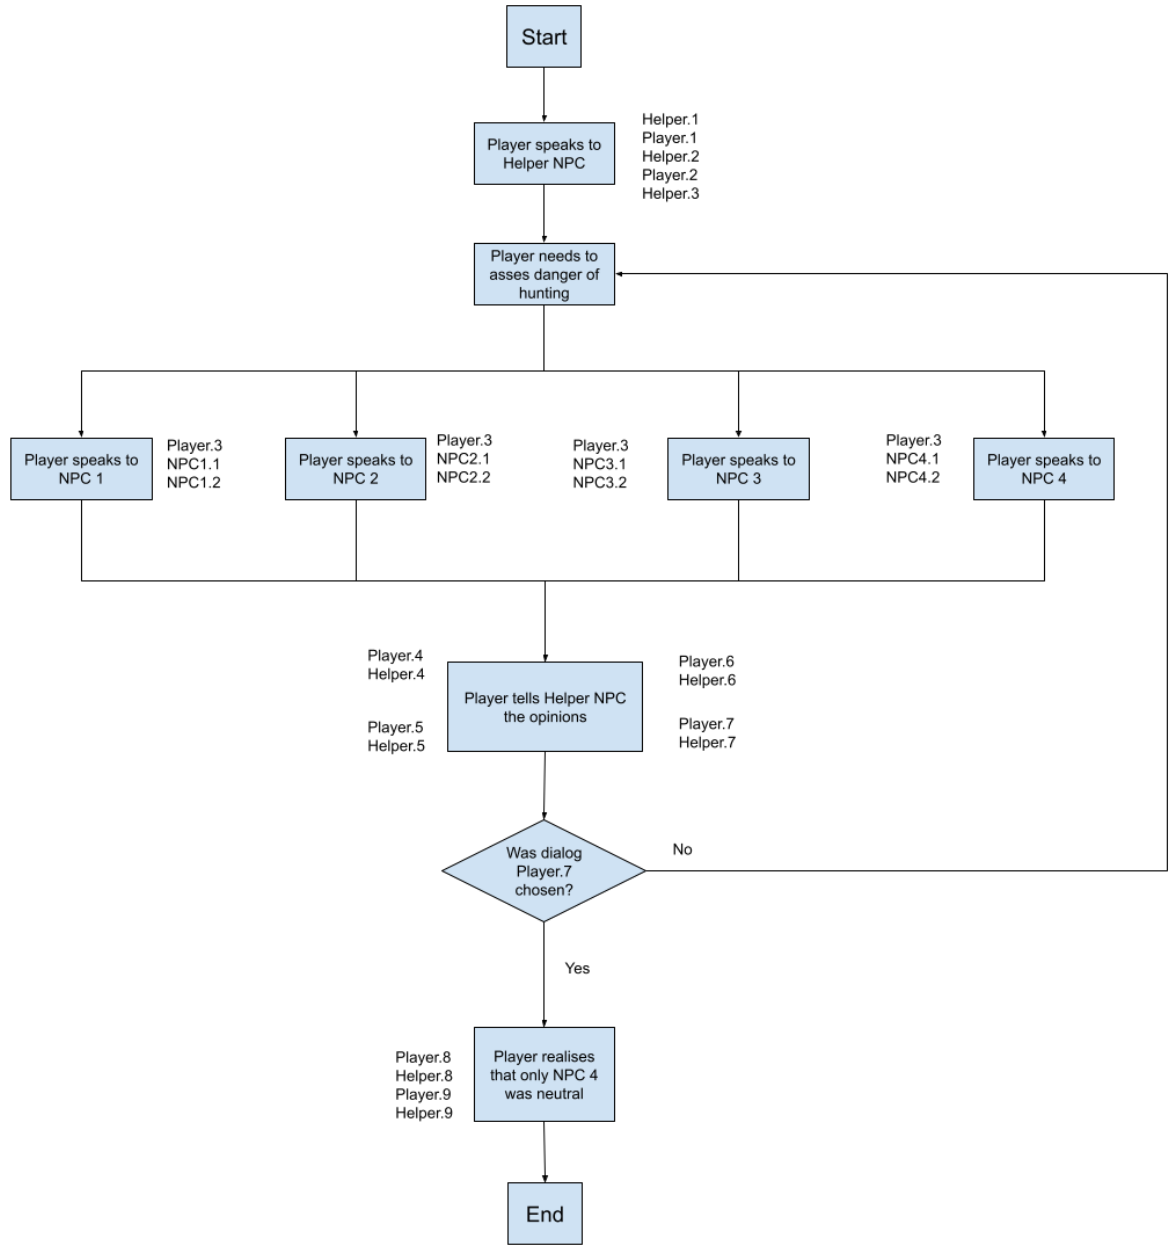 Start
Player speaks to
Helper NPC
Helper.1
Player.1
Helper.2
Player.2
Helper.3
Player needs to
asses danger of
hunting
Player speaks to
NPC 1
Player.3
NPC1.1
NPC1.2
Player speaks to
NPC 2
Player.3
NPC2.1
NPC2.2
Player.3
NPC3.1
NPC3.2
Player speaks to
NPC 3
Player.3
NPC4.1
NPC4.2
Player speaks to
NPC 4
Player.4
Helper.4
Player.5
Helper.5
Player tells Helper NPC
the opinions
Player.6
Helper.6
Player.7
Helper.7
Was dialog
Player.7
chosen?
No
Yes
Player.8
Helper.8
Player.9
Helper.9
Player realises
that only NPC 4
was neutral
End